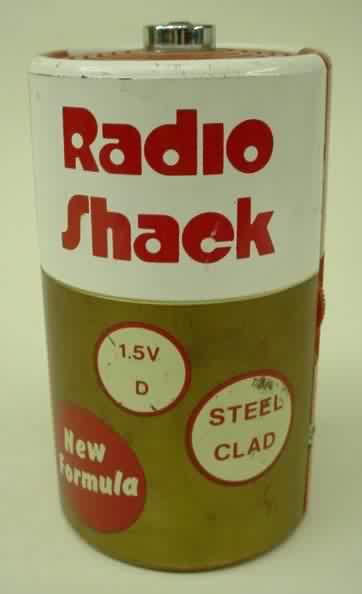 Radio
Shack
1.5V
D
STEEL
CLAD
New
Formula